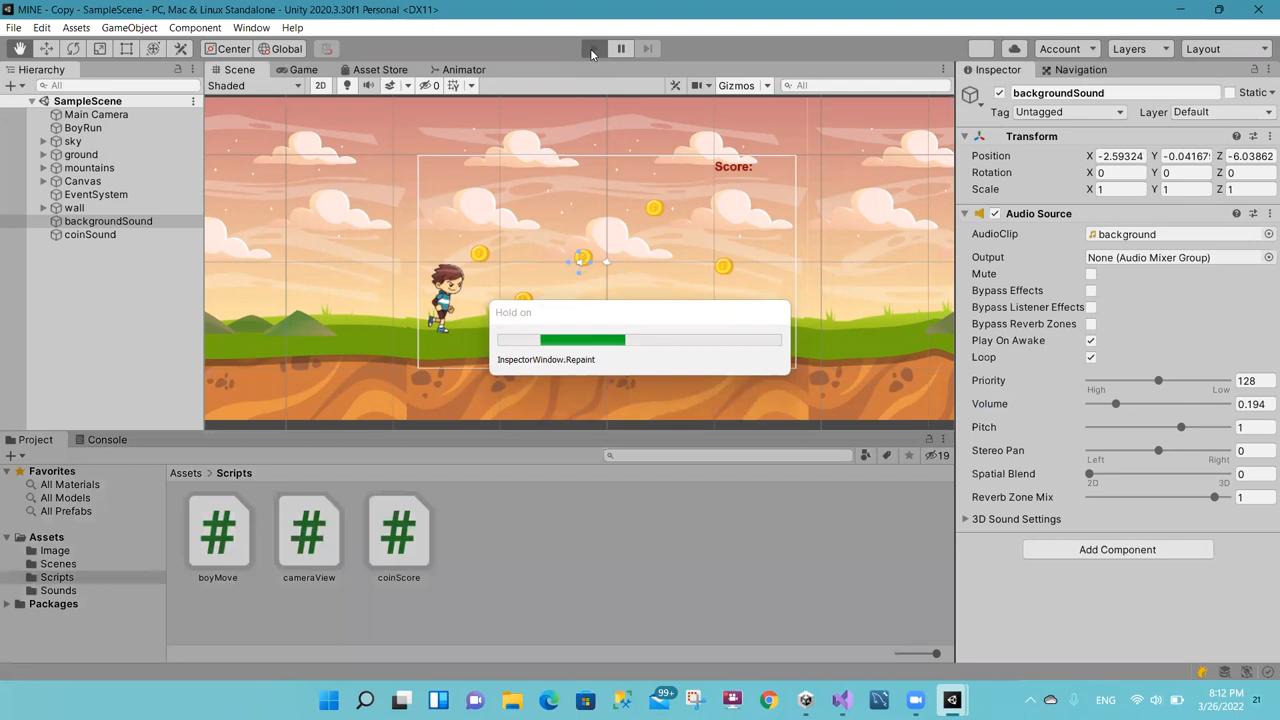 MINE - Copy - SampleScene - PC, Mac & Linux Standalone - Unity 2020.3.30f1 Personal <DX11>
File Edit Assets GameObject Component Window Help
Center Global Account Layers Layout
Hierarchy Scene Game Asset Store Animator Inspector Navigation
All Shaded 2D 0 Gizmos All
backgroundSound Static
SampleScene
Main Camera
BoyRun
sky
ground
mountains
Canvas
EventSystem
wall
backgroundSound
coinSound
Score:
Hold on
InspectorWindow.Repaint
Tag Untagged Layer Default
Transform
Position X -2.59324 Y -0.04167 Z -6.03862
Rotation X 0 Y 0 Z 0
Scale X 1 Y 1 Z 1
Audio Source
AudioClip background
Output None (Audio Mixer Group)
Mute
Bypass Effects
Bypass Listener Effects
Bypass Reverb Zones
Play On Awake
Loop
Priority 128
High Low
Volume 0.194
Pitch 1
Stereo Pan 0
Left Right
Spatial Blend 0
2D 3D
Reverb Zone Mix 1
3D Sound Settings
Add Component
Project Console
19
Favorites
All Materials
All Models
All Prefabs
Assets
Image
Scenes
Scripts
Sounds
Packages
Assets > Scripts
# # #
boyMove cameraView coinScore
99+
ENG
8:12 PM
3/26/2022
21